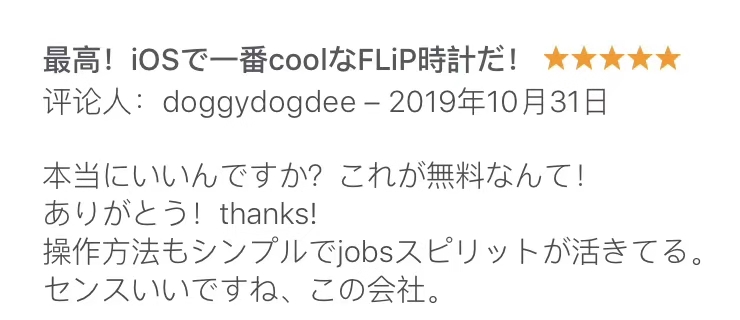 最高！iOSで一番coolなFLiP時計だ！ ★★★★★
评论人：doggydogdee – 2019年10月31日
本当にいいんですか？これが無料なんて！
ありがとう！thanks!
操作方法もシンプルでjobsスピリットが活きてる。
センスいいですね、この会社。